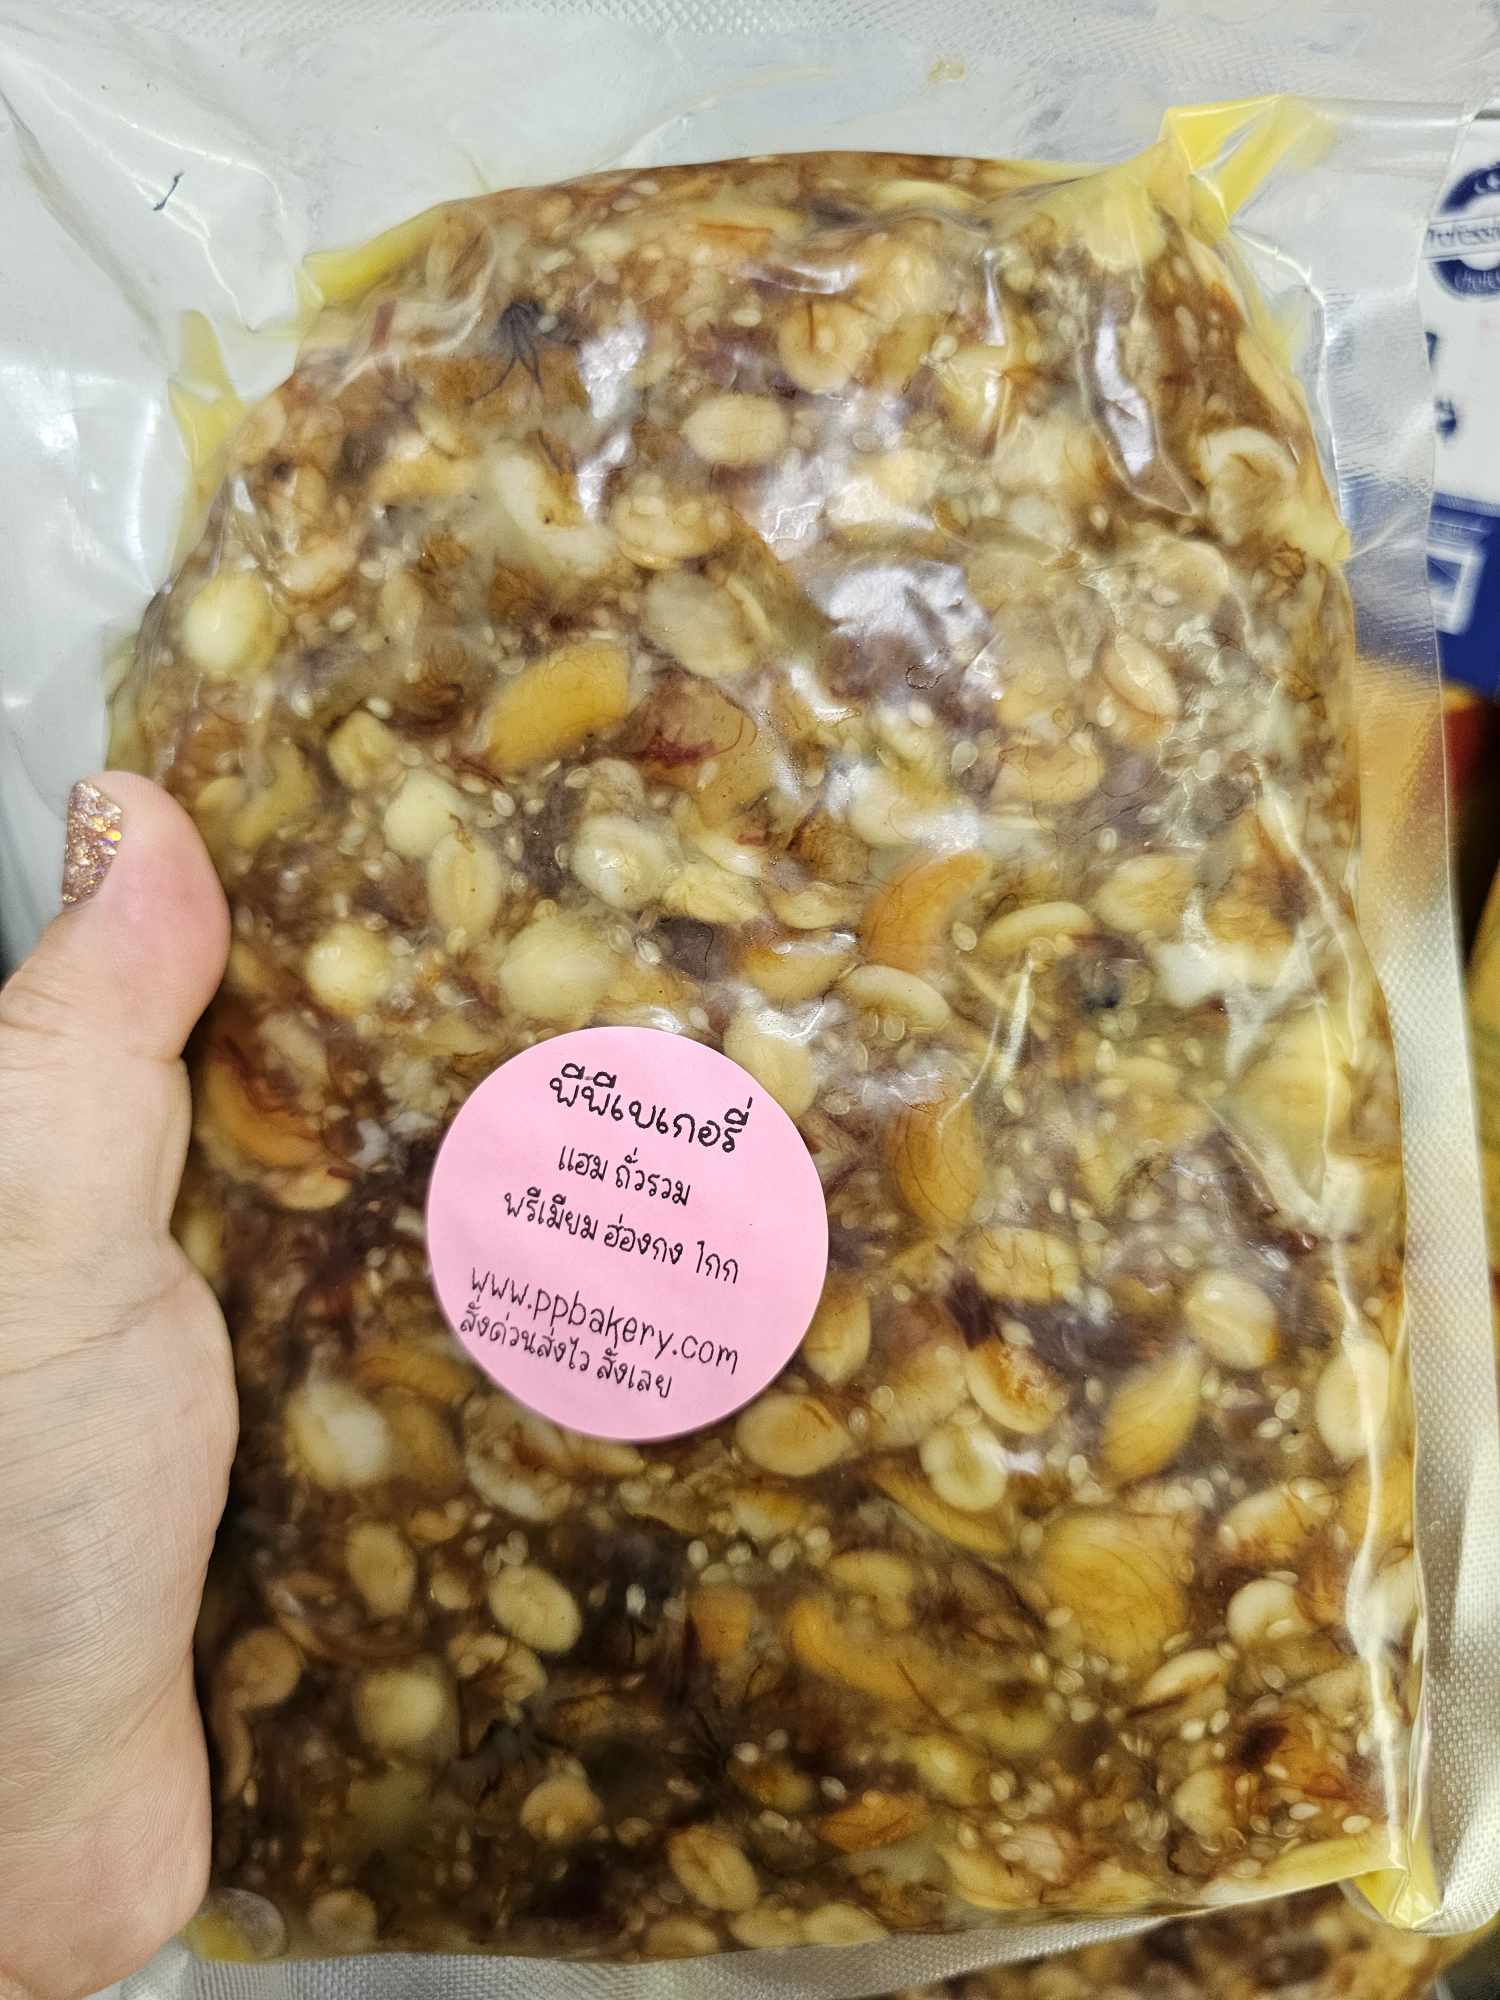 พีพีเบเกอรี่
แฮม ถั่วรวม
พรีเมียม ฮ่องกง 1กก
www.ppbakery.com
สั่งด่วนส่งไว สั่งเลย